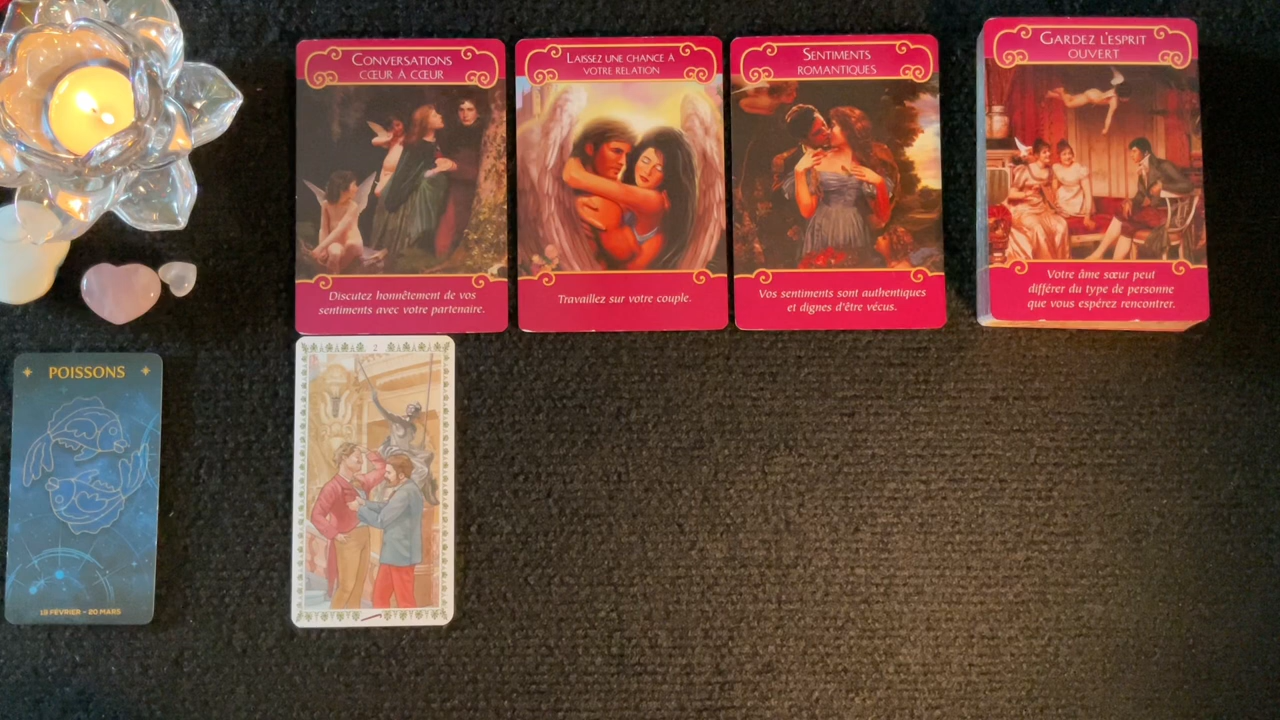 CONVERSATIONS
CŒUR À CŒUR
Discutez honnêtement de vos
sentiments avec votre partenaire.
LAISSEZ UNE CHANCE À
VOTRE RELATION
Travaillez sur votre couple.
SENTIMENTS
ROMANTIQUES
Vos sentiments sont authentiques
et dignes d'être vécus.
GARDEZ L'ESPRIT
OUVERT
Votre âme sœur peut
différer du type de personne
que vous espérez rencontrer.
POISSONS
19 FÉVRIER – 20 MARS
2